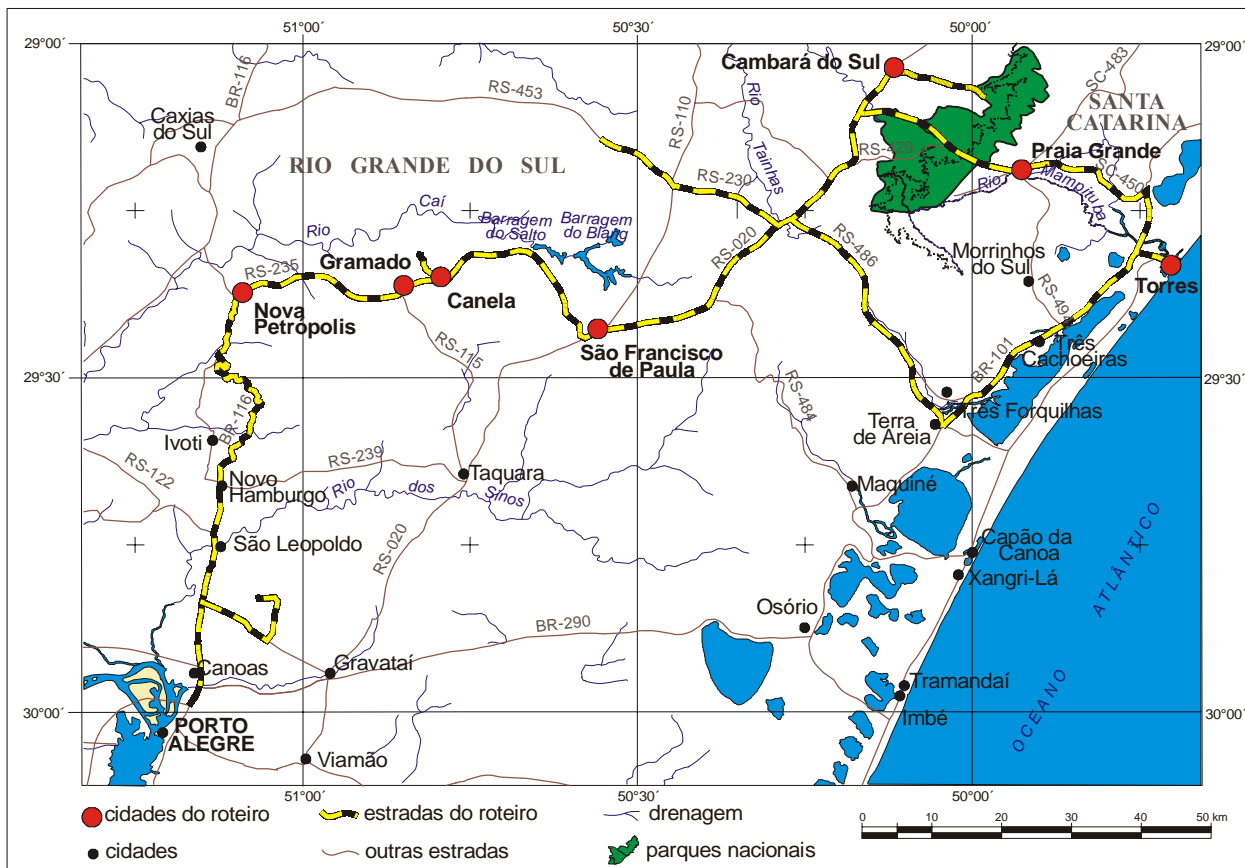 51°00´
50°30´
50°00´
29°00´
29°00´
Cambará do Sul
BR-116
RS-453
RS-110
Rio
Tainhas
SC-483
SANTA
CATARINA
Caxias
do Sul
RIO GRANDE DO SUL
RS-429
Praia Grande
RS-230
Rio
Mampituba
SC-450
Rio
Caí
Barragem
do Salto
Barragem
do Blang
RS-020
RS-486
Morrinhos
do Sul
Gramado
RS-235
Canela
Torres
Nova
Petrópolis
RS-494
RS-115
São Francisco
de Paula
BR-101
Três
Cachoeiras
29°30´
29°30´
RS-484
Três Forquilhas
Terra
de Areia
BR-116
Ivoti
RS-122
RS-239
Novo
Hamburgo
Taquara
Rio dos Sinos
Maquiné
São Leopoldo
RS-020
Capão da
Canoa
Xangri-Lá
OCEANO ATLÂNTICO
Osório
BR-290
Canoas
Gravataí
Tramandaí
Imbé
30°00´
30°00´
PORTO
ALEGRE
Viamão
51°00´
50°30´
50°00´
cidades do roteiro
estradas do roteiro
drenagem
0 10 20 30 40 50 km
cidades
outras estradas
parques nacionais